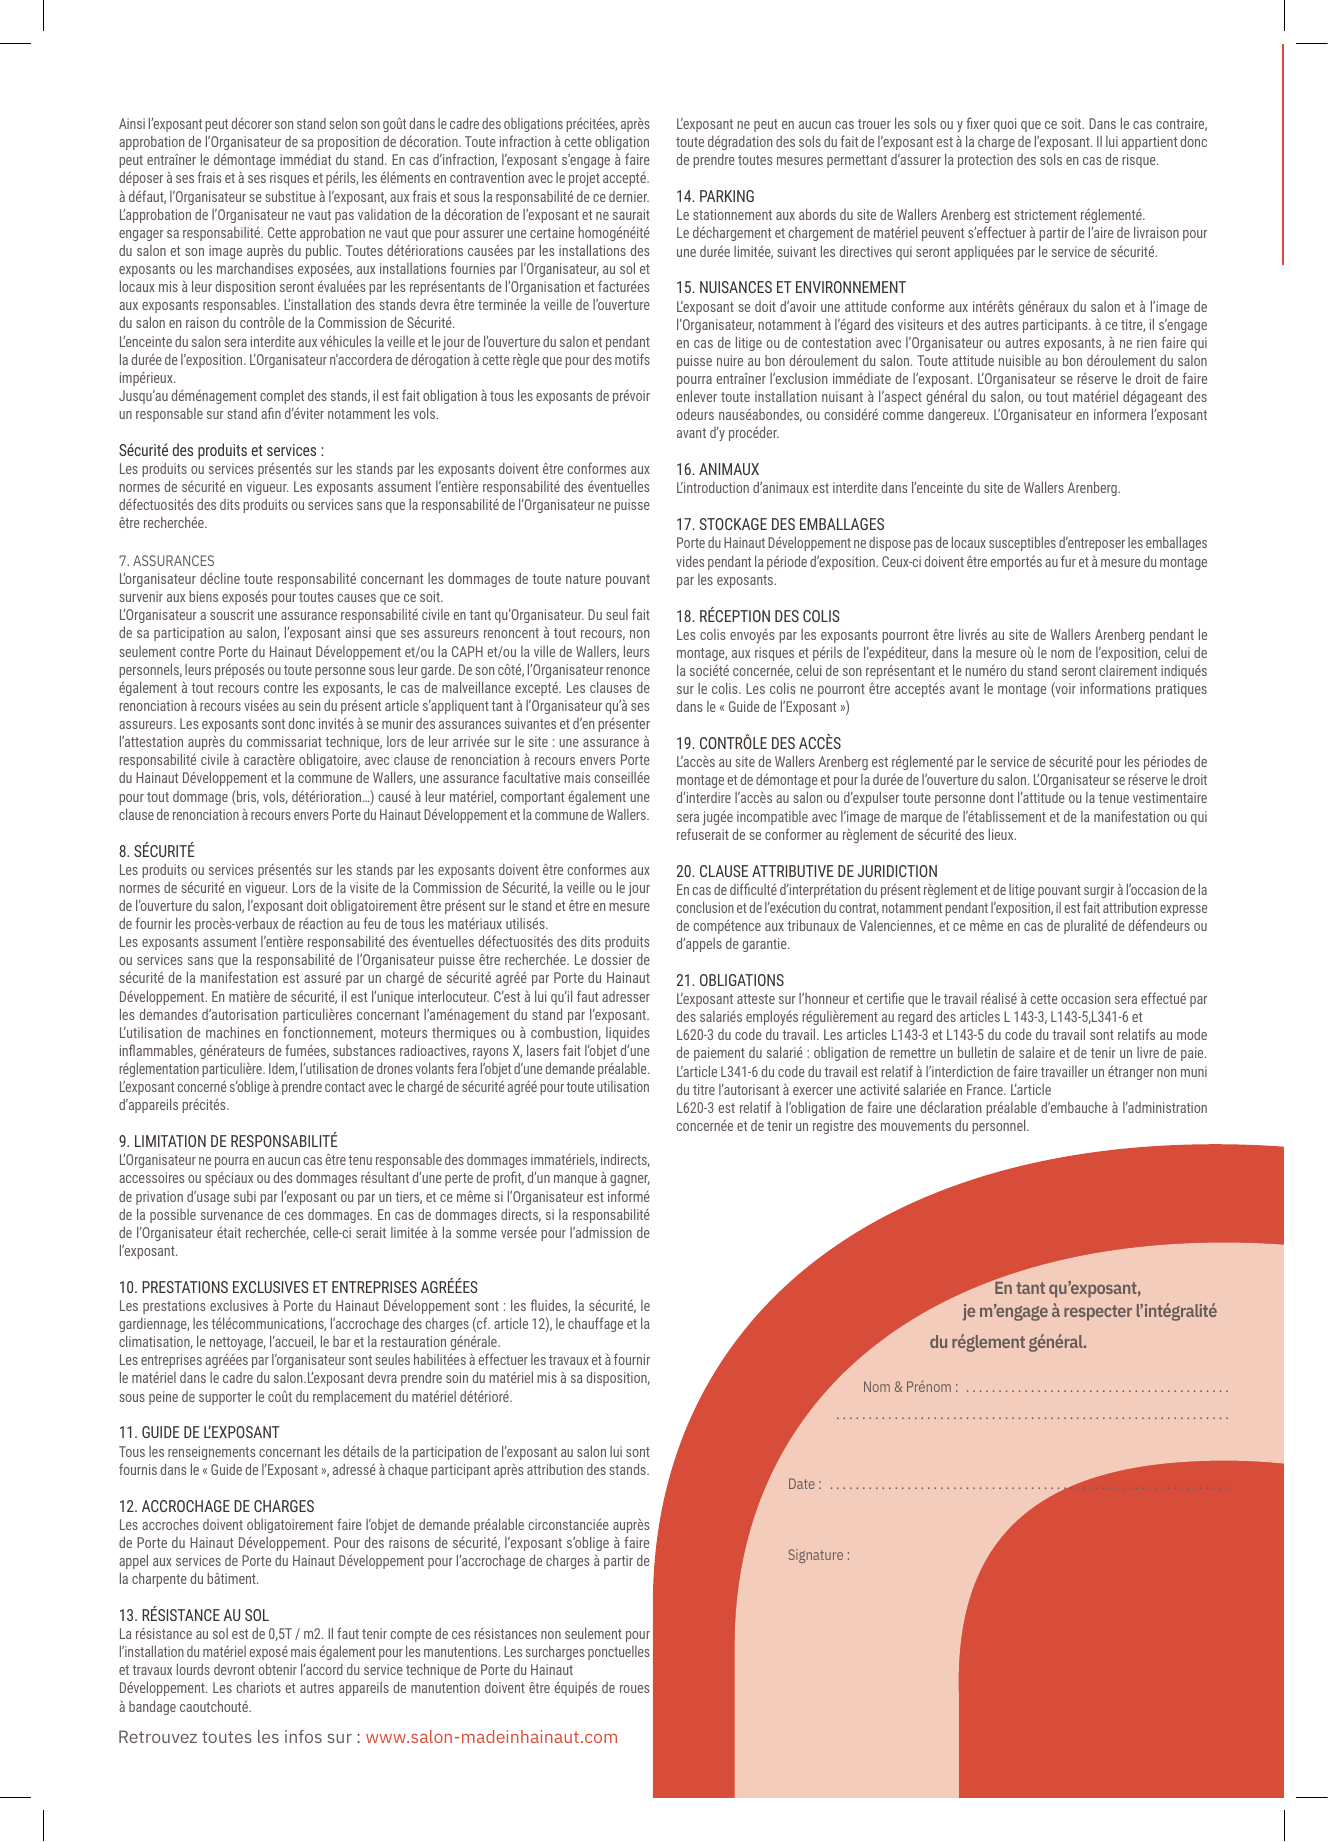 Ainsi l’exposant peut décorer son stand selon son goût dans le cadre des obligations précitées, après
approbation de l’Organisateur de sa proposition de décoration. Toute infraction à cette obligation
peut entraîner le démontage immédiat du stand. En cas d’infraction, l’exposant s’engage à faire
déposer à ses frais et à ses risques et périls, les éléments en contravention avec le projet accepté.
à défaut, l’Organisateur se substitue à l’exposant, aux frais et sous la responsabilité de ce dernier.
L’approbation de l’Organisateur ne vaut pas validation de la décoration de l’exposant et ne saurait
engager sa responsabilité. Cette approbation ne vaut que pour assurer une certaine homogénéité
du salon et son image auprès du public. Toutes détériorations causées par les installations des
exposants ou les marchandises exposées, aux installations fournies par l’Organisateur, au sol et
locaux mis à leur disposition seront évaluées par les représentants de l’Organisation et facturées
aux exposants responsables. L’installation des stands devra être terminée la veille de l’ouverture
du salon en raison du contrôle de la Commission de Sécurité.
L’enceinte du salon sera interdite aux véhicules la veille et le jour de l’ouverture du salon et pendant
la durée de l’exposition. L’Organisateur n’accordera de dérogation à cette règle que pour des motifs
impérieux.
Jusqu’au déménagement complet des stands, il est fait obligation à tous les exposants de prévoir
un responsable sur stand afin d’éviter notamment les vols.
Sécurité des produits et services :
Les produits ou services présentés sur les stands par les exposants doivent être conformes aux
normes de sécurité en vigueur. Les exposants assument l’entière responsabilité des éventuelles
défectuosités des dits produits ou services sans que la responsabilité de l’Organisateur ne puisse
être recherchée.
7. ASSURANCES
L’organisateur décline toute responsabilité concernant les dommages de toute nature pouvant
survenir aux biens exposés pour toutes causes que ce soit.
L’Organisateur a souscrit une assurance responsabilité civile en tant qu’Organisateur. Du seul fait
de sa participation au salon, l’exposant ainsi que ses assureurs renoncent à tout recours, non
seulement contre Porte du Hainaut Développement et/ou la CAPH et/ou la ville de Wallers, leurs
personnels, leurs préposés ou toute personne sous leur garde. De son côté, l’Organisateur renonce
également à tout recours contre les exposants, le cas de malveillance excepté. Les clauses de
renonciation à recours visées au sein du présent article s’appliquent tant à l’Organisateur qu’à ses
assureurs. Les exposants sont donc invités à se munir des assurances suivantes et d’en présenter
l’attestation auprès du commissariat technique, lors de leur arrivée sur le site : une assurance à
responsabilité civile à caractère obligatoire, avec clause de renonciation à recours envers Porte
du Hainaut Développement et la commune de Wallers, une assurance facultative mais conseillée
pour tout dommage (bris, vols, détérioration…) causé à leur matériel, comportant également une
clause de renonciation à recours envers Porte du Hainaut Développement et la commune de Wallers.
8. SÉCURITÉ
Les produits ou services présentés sur les stands par les exposants doivent être conformes aux
normes de sécurité en vigueur. Lors de la visite de la Commission de Sécurité, la veille ou le jour
de l’ouverture du salon, l’exposant doit obligatoirement être présent sur le stand et être en mesure
de fournir les procès-verbaux de réaction au feu de tous les matériaux utilisés.
Les exposants assument l’entière responsabilité des éventuelles défectuosités des dits produits
ou services sans que la responsabilité de l’Organisateur puisse être recherchée. Le dossier de
sécurité de la manifestation est assuré par un chargé de sécurité agréé par Porte du Hainaut
Développement. En matière de sécurité, il est l’unique interlocuteur. C’est à lui qu’il faut adresser
les demandes d’autorisation particulières concernant l’aménagement du stand par l’exposant.
L’utilisation de machines en fonctionnement, moteurs thermiques ou à combustion, liquides
inflammables, générateurs de fumées, substances radioactives, rayons X, lasers fait l’objet d’une
réglementation particulière. Idem, l’utilisation de drones volants fera l’objet d’une demande préalable.
L’exposant concerné s’oblige à prendre contact avec le chargé de sécurité agréé pour toute utilisation
d’appareils précités.
9. LIMITATION DE RESPONSABILITÉ
L’Organisateur ne pourra en aucun cas être tenu responsable des dommages immatériels, indirects,
accessoires ou spéciaux ou des dommages résultant d’une perte de profit, d’un manque à gagner,
de privation d’usage subi par l’exposant ou par un tiers, et ce même si l’Organisateur est informé
de la possible survenance de ces dommages. En cas de dommages directs, si la responsabilité
de l’Organisateur était recherchée, celle-ci serait limitée à la somme versée pour l’admission de
l’exposant.
10. PRESTATIONS EXCLUSIVES ET ENTREPRISES AGRÉÉES
Les prestations exclusives à Porte du Hainaut Développement sont : les fluides, la sécurité, le
gardiennage, les télécommunications, l’accrochage des charges (cf. article 12), le chauffage et la
climatisation, le nettoyage, l’accueil, le bar et la restauration générale.
Les entreprises agréées par l’organisateur sont seules habilitées à effectuer les travaux et à fournir
le matériel dans le cadre du salon.L’exposant devra prendre soin du matériel mis à sa disposition,
sous peine de supporter le coût du remplacement du matériel détérioré.
11. GUIDE DE L’EXPOSANT
Tous les renseignements concernant les détails de la participation de l’exposant au salon lui sont
fournis dans le « Guide de l’Exposant », adressé à chaque participant après attribution des stands.
12. ACCROCHAGE DE CHARGES
Les accroches doivent obligatoirement faire l’objet de demande préalable circonstanciée auprès
de Porte du Hainaut Développement. Pour des raisons de sécurité, l’exposant s’oblige à faire
appel aux services de Porte du Hainaut Développement pour l’accrochage de charges à partir de
la charpente du bâtiment.
13. RÉSISTANCE AU SOL
La résistance au sol est de 0,5T / m2. Il faut tenir compte de ces résistances non seulement pour
l’installation du matériel exposé mais également pour les manutentions. Les surcharges ponctuelles
et travaux lourds devront obtenir l’accord du service technique de Porte du Hainaut
Développement. Les chariots et autres appareils de manutention doivent être équipés de roues
à bandage caoutchouté.
Retrouvez toutes les infos sur : www.salon-madeinhainaut.com
L’exposant ne peut en aucun cas trouer les sols ou y fixer quoi que ce soit. Dans le cas contraire,
toute dégradation des sols du fait de l’exposant est à la charge de l’exposant. Il lui appartient donc
de prendre toutes mesures permettant d’assurer la protection des sols en cas de risque.
14. PARKING
Le stationnement aux abords du site de Wallers Arenberg est strictement réglementé.
Le déchargement et chargement de matériel peuvent s’effectuer à partir de l’aire de livraison pour
une durée limitée, suivant les directives qui seront appliquées par le service de sécurité.
15. NUISANCES ET ENVIRONNEMENT
L’exposant se doit d’avoir une attitude conforme aux intérêts généraux du salon et à l’image de
l’Organisateur, notamment à l’égard des visiteurs et des autres participants. à ce titre, il s’engage
en cas de litige ou de contestation avec l’Organisateur ou autres exposants, à ne rien faire qui
puisse nuire au bon déroulement du salon. Toute attitude nuisible au bon déroulement du salon
pourra entraîner l’exclusion immédiate de l’exposant. L’Organisateur se réserve le droit de faire
enlever toute installation nuisant à l’aspect général du salon, ou tout matériel dégageant des
odeurs nauséabondes, ou considéré comme dangereux. L’Organisateur en informera l’exposant
avant d’y procéder.
16. ANIMAUX
L’introduction d’animaux est interdite dans l’enceinte du site de Wallers Arenberg.
17. STOCKAGE DES EMBALLAGES
Porte du Hainaut Développement ne dispose pas de locaux susceptibles d’entreposer les emballages
vides pendant la période d’exposition. Ceux-ci doivent être emportés au fur et à mesure du montage
par les exposants.
18. RÉCEPTION DES COLIS
Les colis envoyés par les exposants pourront être livrés au site de Wallers Arenberg pendant le
montage, aux risques et périls de l’expéditeur, dans la mesure où le nom de l’exposition, celui de
la société concernée, celui de son représentant et le numéro du stand seront clairement indiqués
sur le colis. Les colis ne pourront être acceptés avant le montage (voir informations pratiques
dans le « Guide de l’Exposant »)
19. CONTRÔLE DES ACCÈS
L’accès au site de Wallers Arenberg est réglementé par le service de sécurité pour les périodes de
montage et de démontage et pour la durée de l’ouverture du salon. L’Organisateur se réserve le droit
d’interdire l’accès au salon ou d’expulser toute personne dont l’attitude ou la tenue vestimentaire
sera jugée incompatible avec l’image de marque de l’établissement et de la manifestation ou qui
refuserait de se conformer au règlement de sécurité des lieux.
20. CLAUSE ATTRIBUTIVE DE JURIDICTION
En cas de difficulté d’interprétation du présent règlement et de litige pouvant surgir à l’occasion de la
conclusion et de l’exécution du contrat, notamment pendant l’exposition, il est fait attribution expresse
de compétence aux tribunaux de Valenciennes, et ce même en cas de pluralité de défendeurs ou
d’appels de garantie.
21. OBLIGATIONS
L’exposant atteste sur l’honneur et certifie que le travail réalisé à cette occasion sera effectué par
des salariés employés régulièrement au regard des articles L 143-3, L143-5,L341-6 et
L620-3 du code du travail. Les articles L143-3 et L143-5 du code du travail sont relatifs au mode
de paiement du salarié : obligation de remettre un bulletin de salaire et de tenir un livre de paie.
L’article L341-6 du code du travail est relatif à l’interdiction de faire travailler un étranger non muni
du titre l’autorisant à exercer une activité salariée en France. L’article
L620-3 est relatif à l’obligation de faire une déclaration préalable d’embauche à l’administration
concernée et de tenir un registre des mouvements du personnel.
En tant qu’exposant,
je m’engage à respecter l’intégralité
du réglement général.
Nom & Prénom : ........................................
............................................................
Date : ............................................................
Signature :